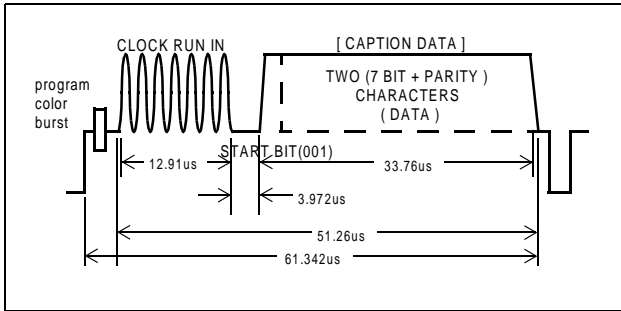 CLOCK RUN IN
[ CAPTION DATA ]
program
color
burst
TWO (7 BIT + PARITY )
CHARACTERS
( DATA )
START BIT(001)
12.91us
33.76us
3.972us
51.26us
61.342us